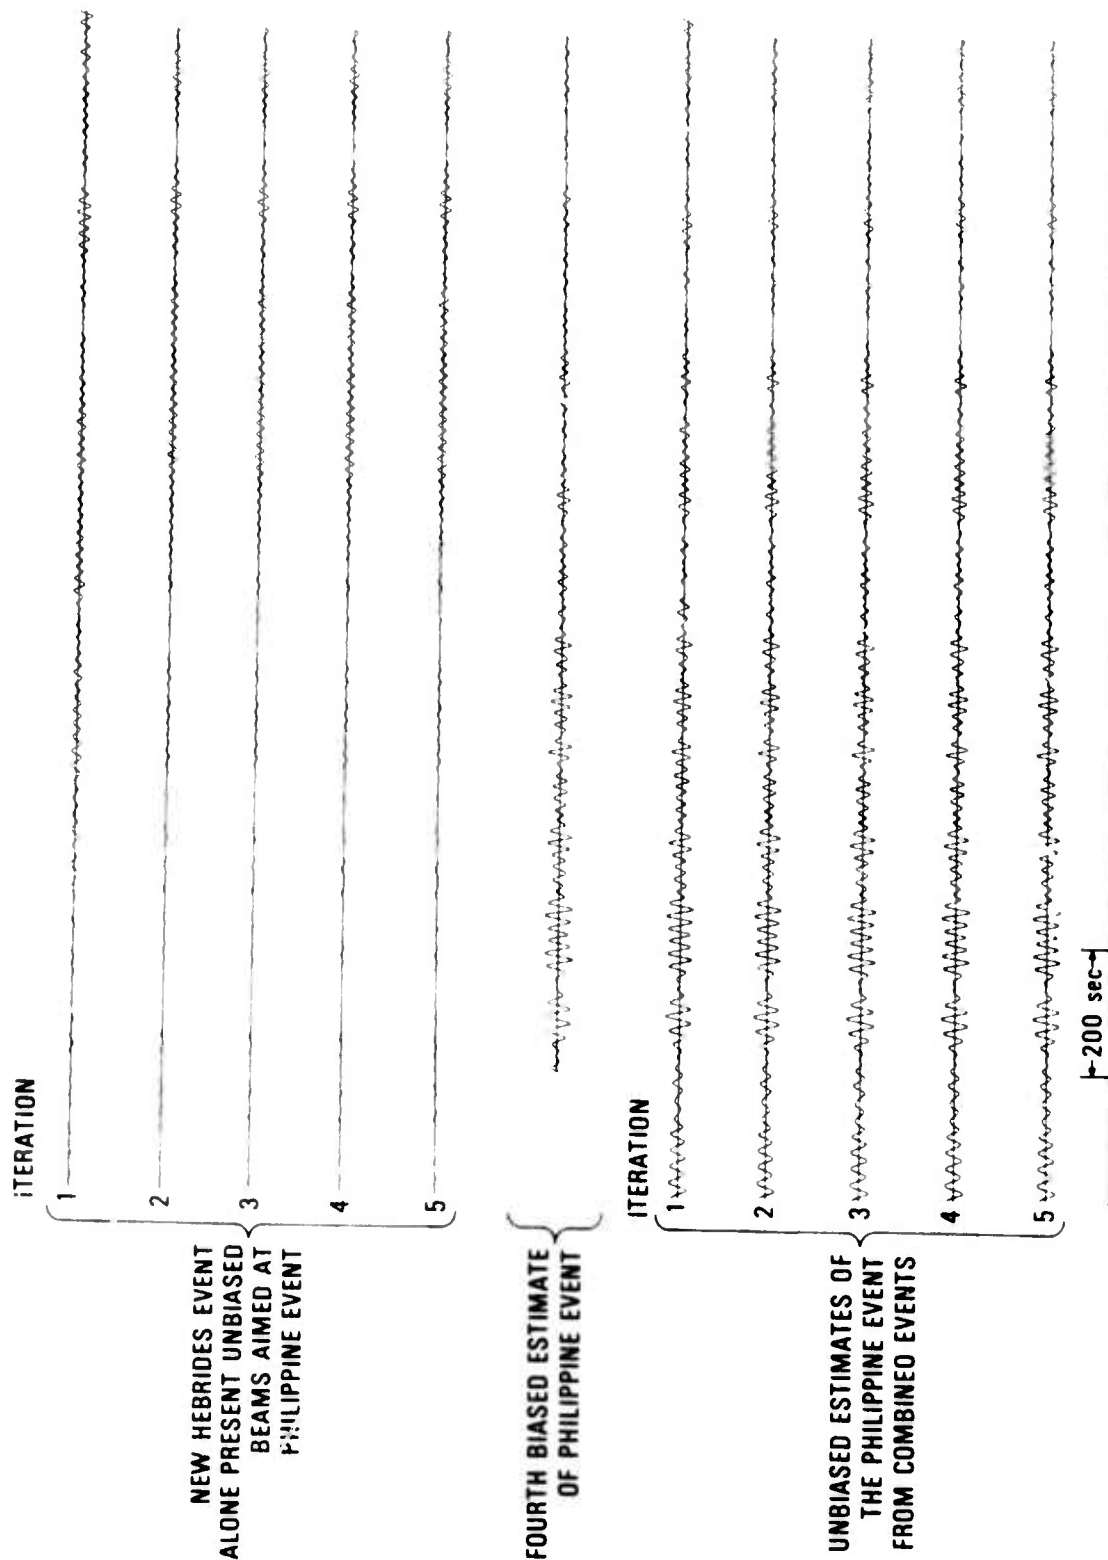 ITERATION
1
2
3
4
5
NEW HEBRIDES EVENT
ALONE PRESENT UNBIASED
BEAMS AIMED AT
PHILIPPINE EVENT
FOURTH BIASED ESTIMATE
OF PHILIPPINE EVENT
ITERATION
1
2
3
4
5
UNBIASED ESTIMATES OF
THE PHILIPPINE EVENT
FROM COMBINED EVENTS
200 sec